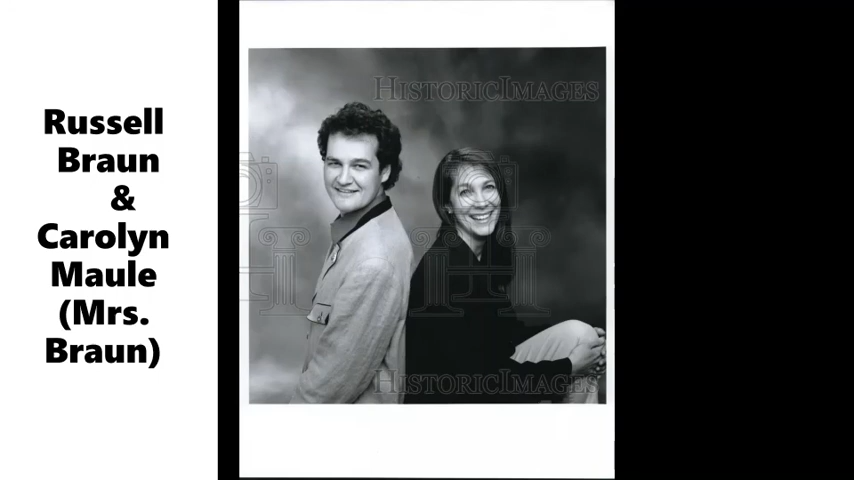 Russell
Braun
&
Carolyn
Maule
(Mrs.
Braun)
HISTORICIMAGES
HISTORICIMAGES